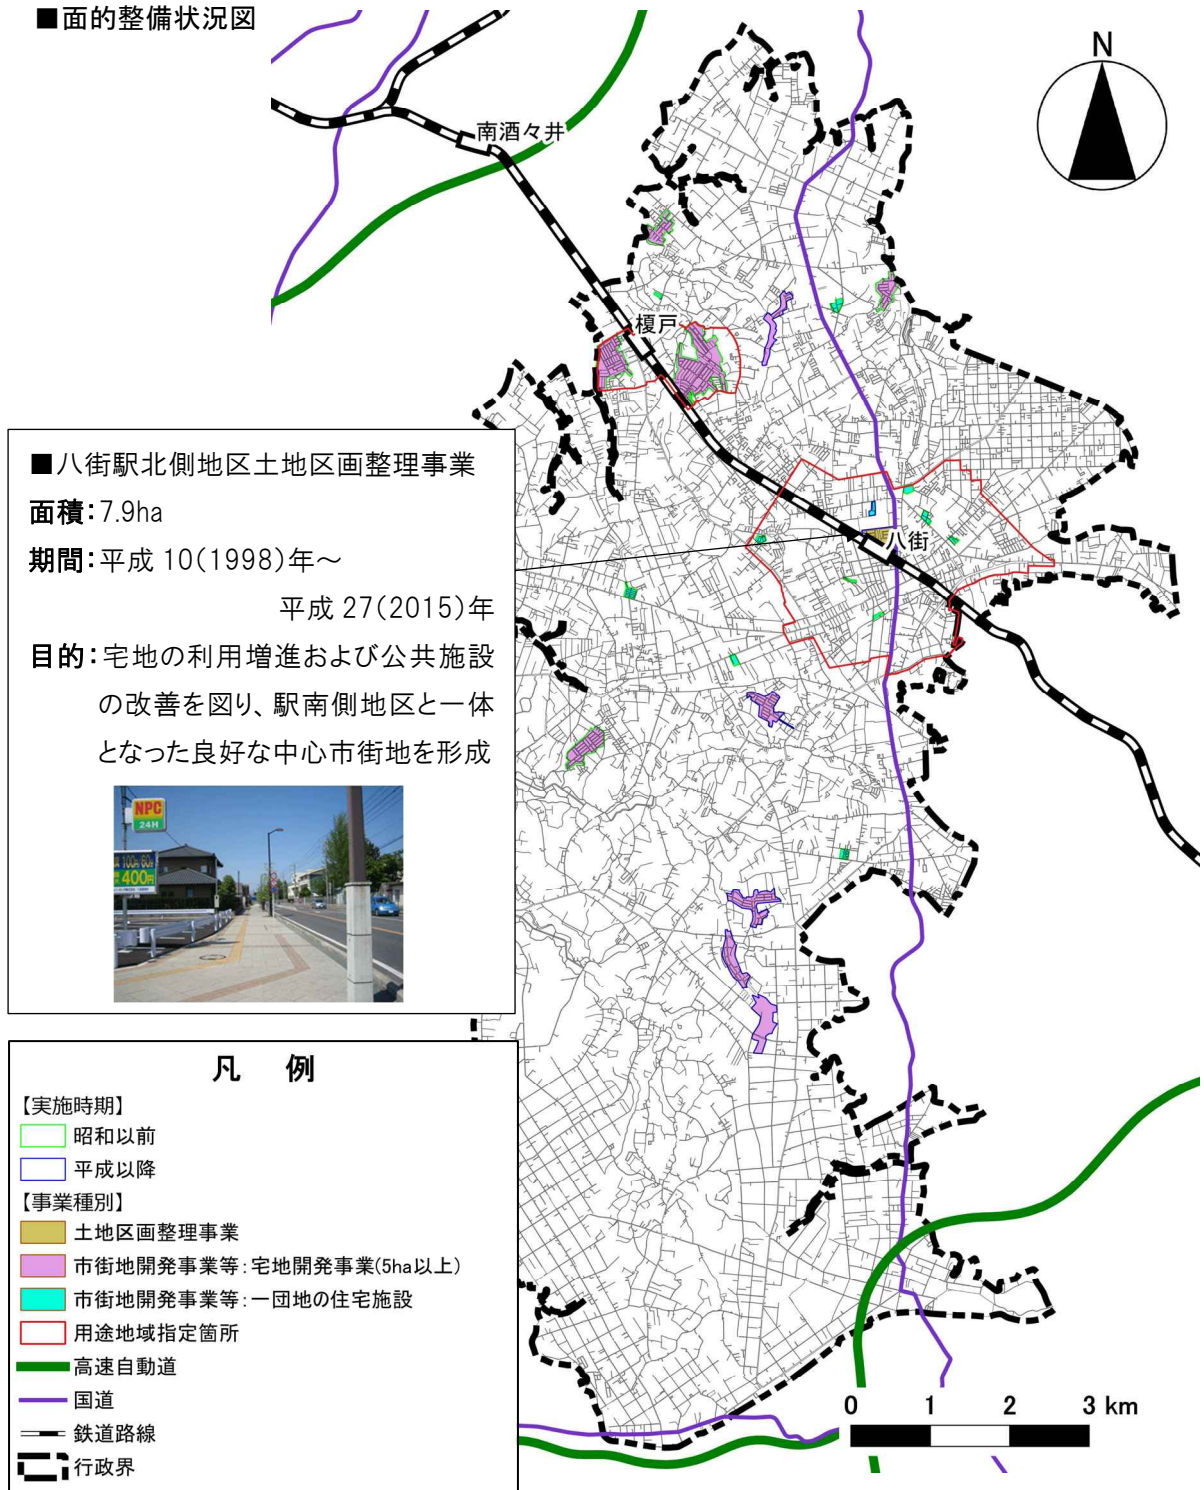 ■面的整備状況図
N
南酒々井
榎戸
八街
■八街駅北側地区土地区画整理事業
面積：7.9ha
期間：平成 10(1998)年～
平成 27(2015)年
目的：宅地の利用増進および公共施設
の改善を図り、駅南側地区と一体
となった良好な中心市街地を形成
NPC
24H
100円/60分
400円
凡 例
【実施時期】
昭和以前
平成以降
【事業種別】
土地区画整理事業
市街地開発事業等：宅地開発事業(5ha以上)
市街地開発事業等：一団地の住宅施設
用途地域指定箇所
高速自動道
国道
鉄道路線
行政界
0 1 2 3 km